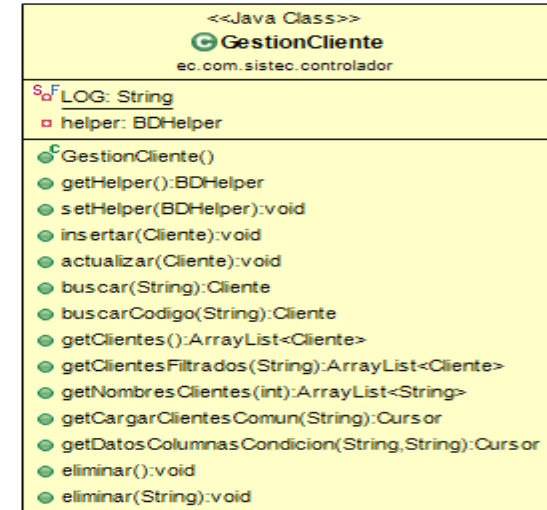 <<Java Class>>
GestionCliente
ec.com.sistec.controlador
LOG: String
helper: BDHelper
GestionCliente()
getHelper():BDHelper
setHelper(BDHelper):void
insertar(Cliente):void
actualizar(Cliente):void
buscar(String):Cliente
buscarCodigo(String):Cliente
getClientes():ArrayList<Cliente>
getClientesFiltrados(String):ArrayList<Cliente>
getNombresClientes(int):ArrayList<String>
getCargarClientesComun(String):Cursor
getDatosColumnasCondicion(String,String):Cursor
eliminar():void
eliminar(String):void